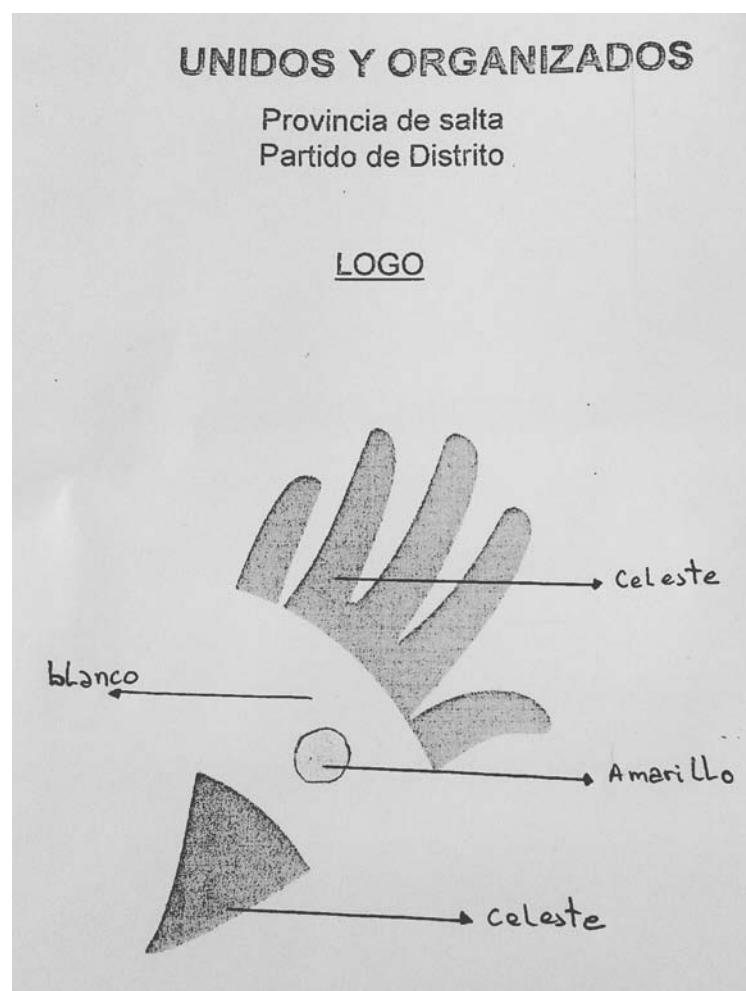 UNIDOS Y ORGANIZADOS
Provincia de salta
Partido de Distrito
LOGO
celeste
blanco
Amarillo
celeste